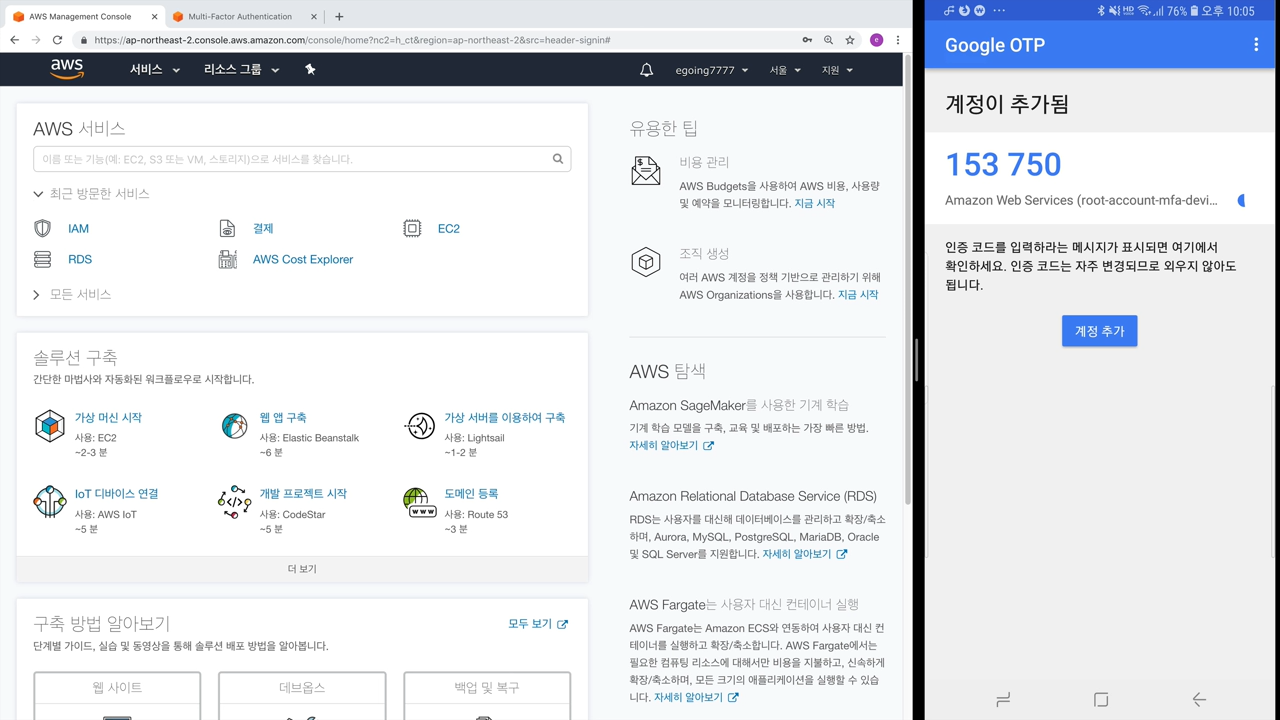 AWS Management Console
Multi-Factor Authentication
https://ap-northeast-2.console.aws.amazon.com/console/home?nc2=h_ct&region=ap-northeast-2&src=header-signin#
e
aws
서비스
리소스 그룹
egoing7777
서울
지원
AWS 서비스
이름 또는 기능(예: EC2, S3 또는 VM, 스토리지)으로 서비스를 찾습니다.
최근 방문한 서비스
IAM
결제
EC2
RDS
AWS Cost Explorer
모든 서비스
솔루션 구축
간단한 마법사와 자동화된 워크플로우로 시작합니다.
가상 머신 시작
사용: EC2
~2-3 분
웹 앱 구축
사용: Elastic Beanstalk
~6 분
가상 서버를 이용하여 구축
사용: Lightsail
~1-2 분
IoT 디바이스 연결
사용: AWS IoT
~5 분
개발 프로젝트 시작
사용: CodeStar
~5 분
도메인 등록
사용: Route 53
~3 분
더 보기
구축 방법 알아보기
모두 보기
단계별 가이드, 실습 및 동영상을 통해 솔루션 배포 방법을 알아봅니다.
웹 사이트
데브옵스
백업 및 복구
유용한 팁
비용 관리
AWS Budgets을 사용하여 AWS 비용, 사용량
및 예약을 모니터링합니다. 지금 시작
조직 생성
여러 AWS 계정을 정책 기반으로 관리하기 위해
AWS Organizations을 사용합니다. 지금 시작
AWS 탐색
Amazon SageMaker를 사용한 기계 학습
기계 학습 모델을 구축, 교육 및 배포하는 가장 빠른 방법.
자세히 알아보기
Amazon Relational Database Service (RDS)
RDS는 사용자를 대신해 데이터베이스를 관리하고 확장/축소
하며, Aurora, MySQL, PostgreSQL, MariaDB, Oracle
및 SQL Server를 지원합니다. 자세히 알아보기
AWS Fargate는 사용자 대신 컨테이너 실행
AWS Fargate는 Amazon ECS와 연동하여 사용자 대신 컨
테이너를 실행하고 확장/축소합니다. AWS Fargate에서는
필요한 컴퓨팅 리소스에 대해서만 비용을 지불하고, 신속하게
확장/축소하며, 모든 크기의 애플리케이션을 실행할 수 있습
니다. 자세히 알아보기
HD 76% 오후 10:05
Google OTP
계정이 추가됨
153 750
Amazon Web Services (root-account-mfa-devi...
인증 코드를 입력하라는 메시지가 표시되면 여기에서
확인하세요. 인증 코드는 자주 변경되므로 외우지 않아도
됩니다.
계정 추가